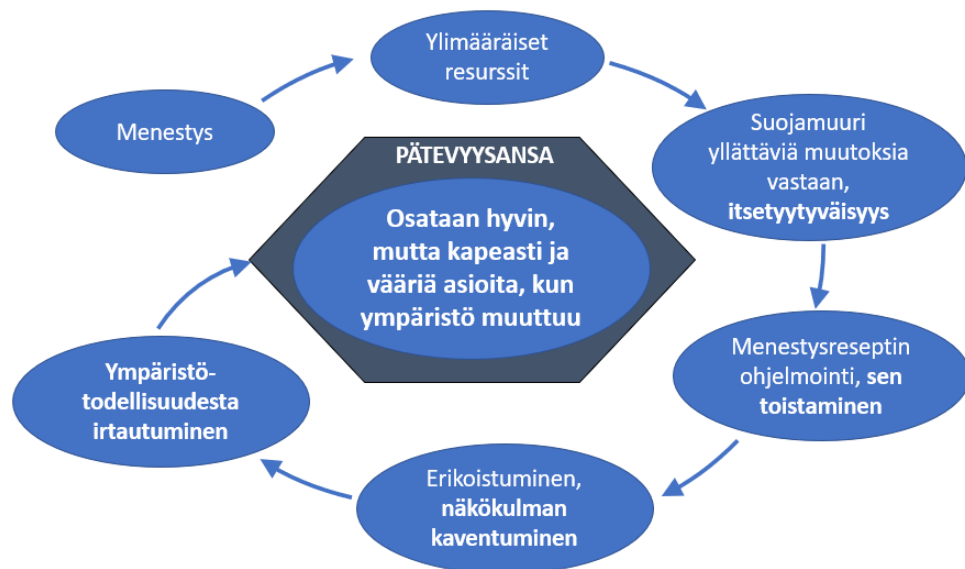 Ylimääräiset
resurssit
Menestys
Suojamuuri
yllättäviä muutoksia
vastaan,
itsetyytyväisyys
PÄTEVYYSANSA
Osataan hyvin,
mutta kapeasti ja
vääriä asioita, kun
ympäristö muuttuu
Menestysreseptin
ohjelmointi, sen
toistaminen
Erikoistuminen,
näkökulman
kaventuminen
Ympäristö-
todellisuudesta
irtautuminen